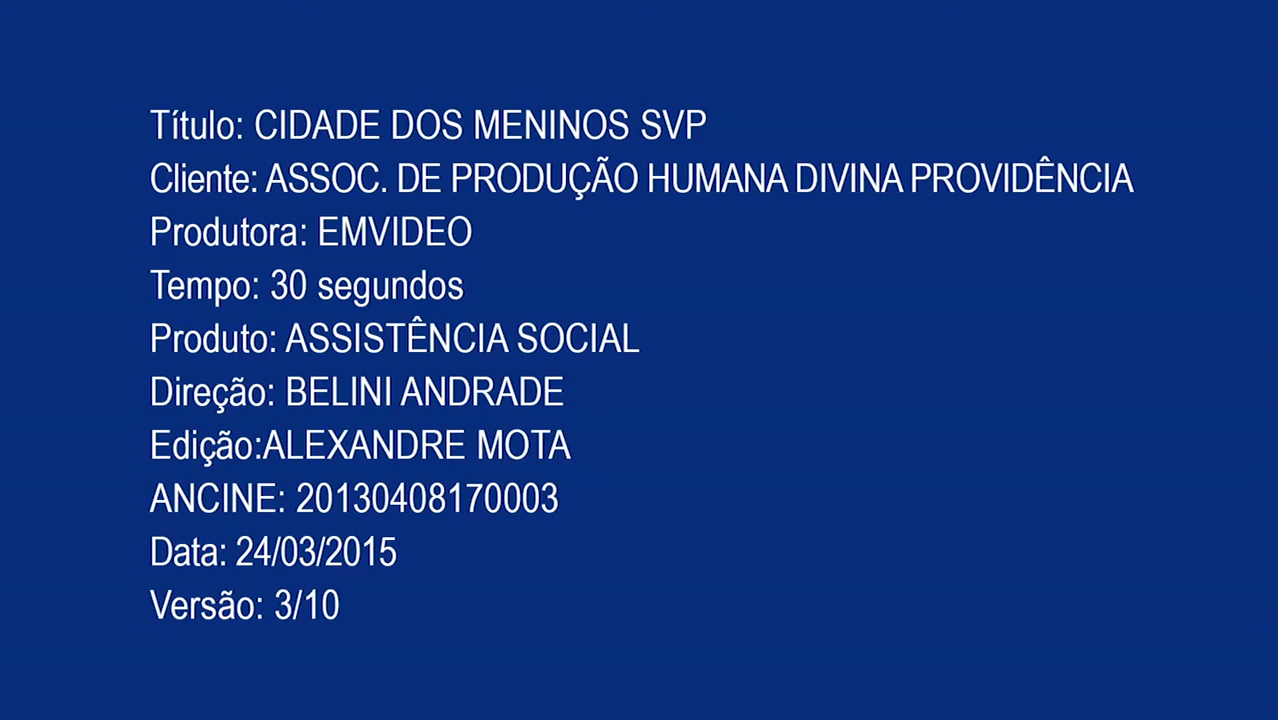 Título: CIDADE DOS MENINOS SVP
Cliente: ASSOC. DE PRODUÇÃO HUMANA DIVINA PROVIDÊNCIA
Produtora: EMVIDEO
Tempo: 30 segundos
Produto: ASSISTÊNCIA SOCIAL
Direção: BELINI ANDRADE
Edição:ALEXANDRE MOTA
ANCINE: 20130408170003
Data: 24/03/2015
Versão: 3/10